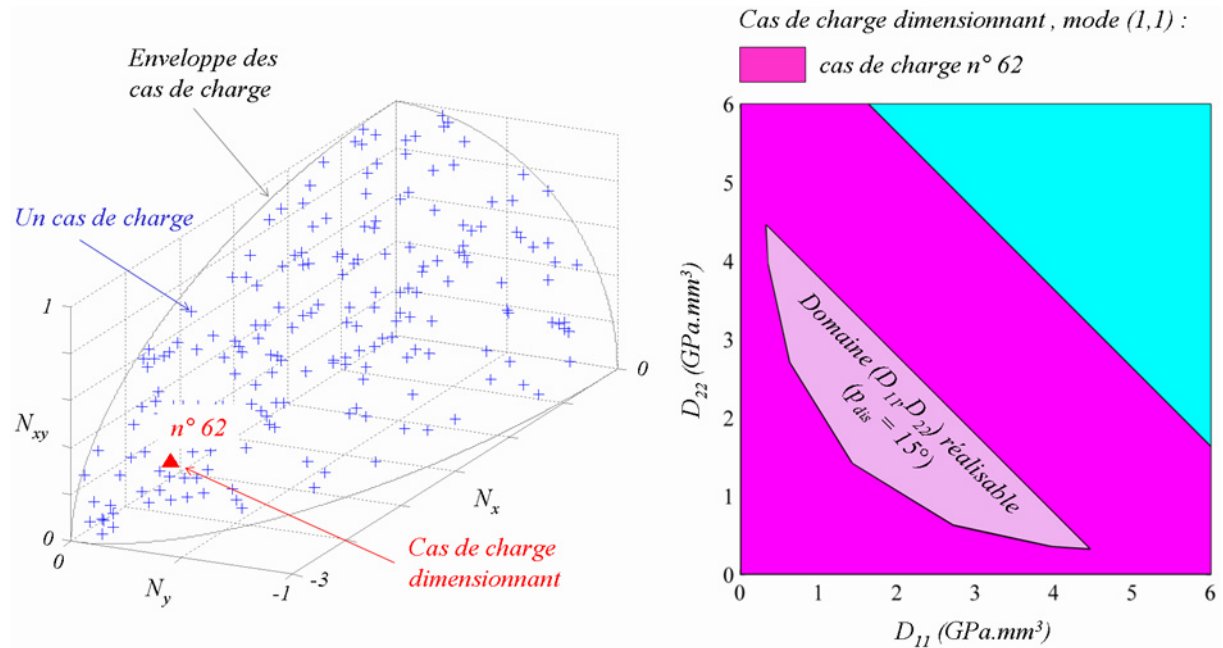 Enveloppe des
cas de charge
Un cas de charge
1
N_xy
0
0
N_y
-1
-3
N_x
0
n° 62
Cas de charge
dimensionnant
Cas de charge dimensionnant , mode (1,1) :
cas de charge n° 62
6
5
4
3
2
1
0
D_22 (GPa.mm³)
Domaine (D_11, D_22) réalisable
(p_dis = 15°)
0 1 2 3 4 5 6
D_11 (GPa.mm³)